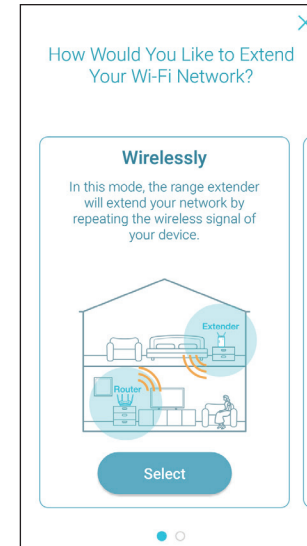 How Would You Like to Extend
Your Wi-Fi Network?
Wirelessly
In this mode, the range extender
will extend your network by
repeating the wireless signal of
your device.
Extender
Router
Select